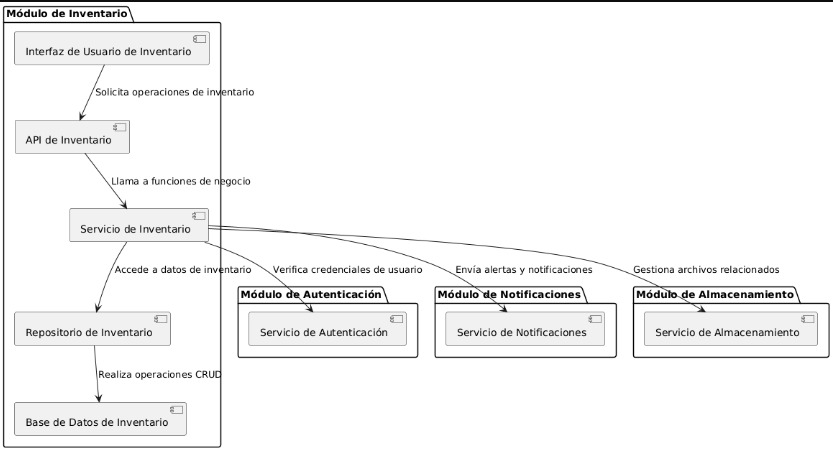 Módulo de Inventario
Interfaz de Usuario de Inventario
Solicita operaciones de inventario
API de Inventario
Llama a funciones de negocio
Servicio de Inventario
Accede a datos de inventario
Verifica credenciales de usuario
Envía alertas y notificaciones
Gestiona archivos relacionados
Módulo de Autenticación
Módulo de Notificaciones
Módulo de Almacenamiento
Repositorio de Inventario
Servicio de Autenticación
Servicio de Notificaciones
Servicio de Almacenamiento
Realiza operaciones CRUD
Base de Datos de Inventario